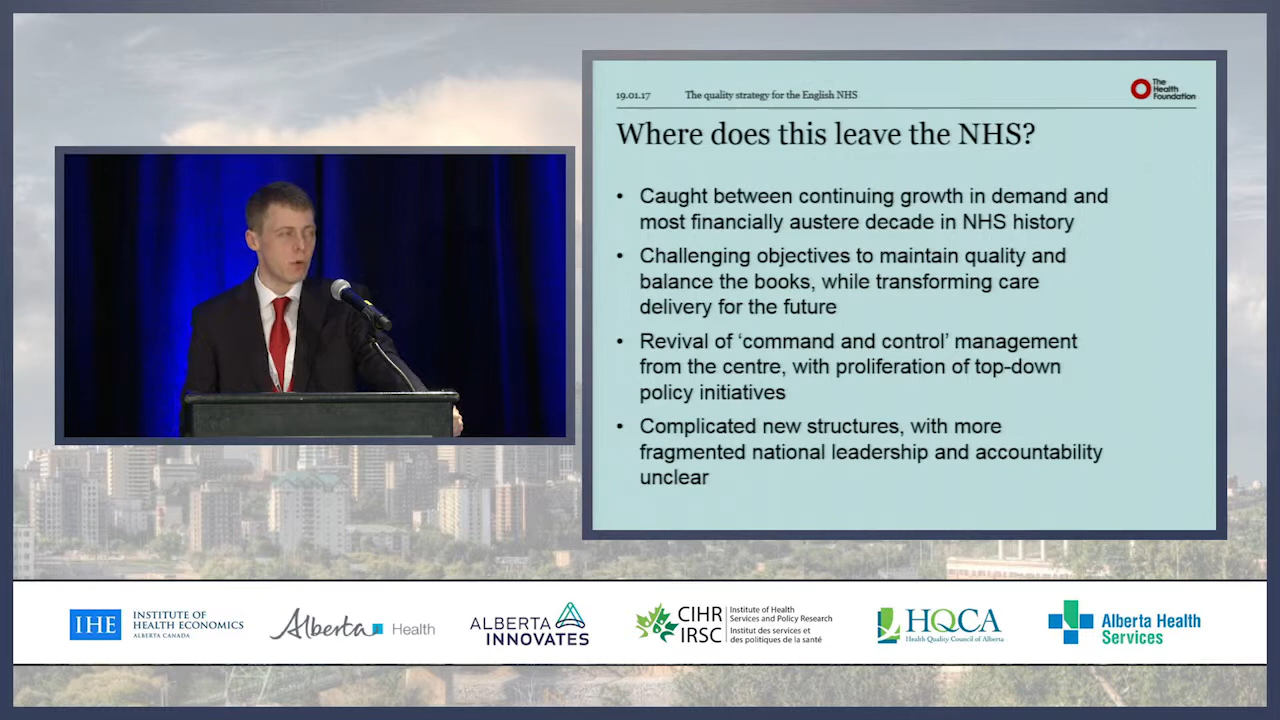 19.01.17 The quality strategy for the English NHS
The
Health
Foundation
Where does this leave the NHS?
• Caught between continuing growth in demand and
most financially austere decade in NHS history
• Challenging objectives to maintain quality and
balance the books, while transforming care
delivery for the future
• Revival of ‘command and control’ management
from the centre, with proliferation of top-down
policy initiatives
• Complicated new structures, with more
fragmented national leadership and accountability
unclear
IHE
INSTITUTE OF
HEALTH ECONOMICS
ALBERTA CANADA
Alberta Health
ALBERTA
INNOVATES
CIHR
IRSC
Institute of Health
Services and Policy Research
Institut des services et
des politiques de la santé
HQCA
Health Quality Council of Alberta
Alberta Health
Services